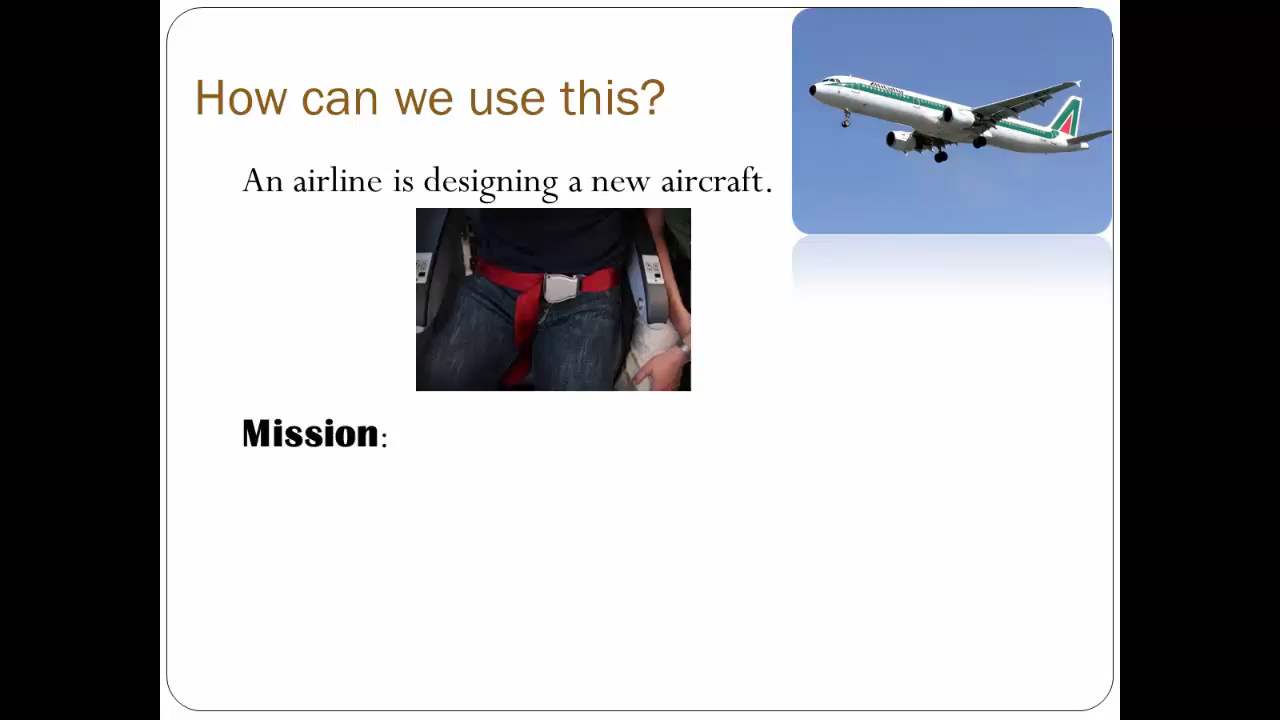 How can we use this?
An airline is designing a new aircraft.
Mission: